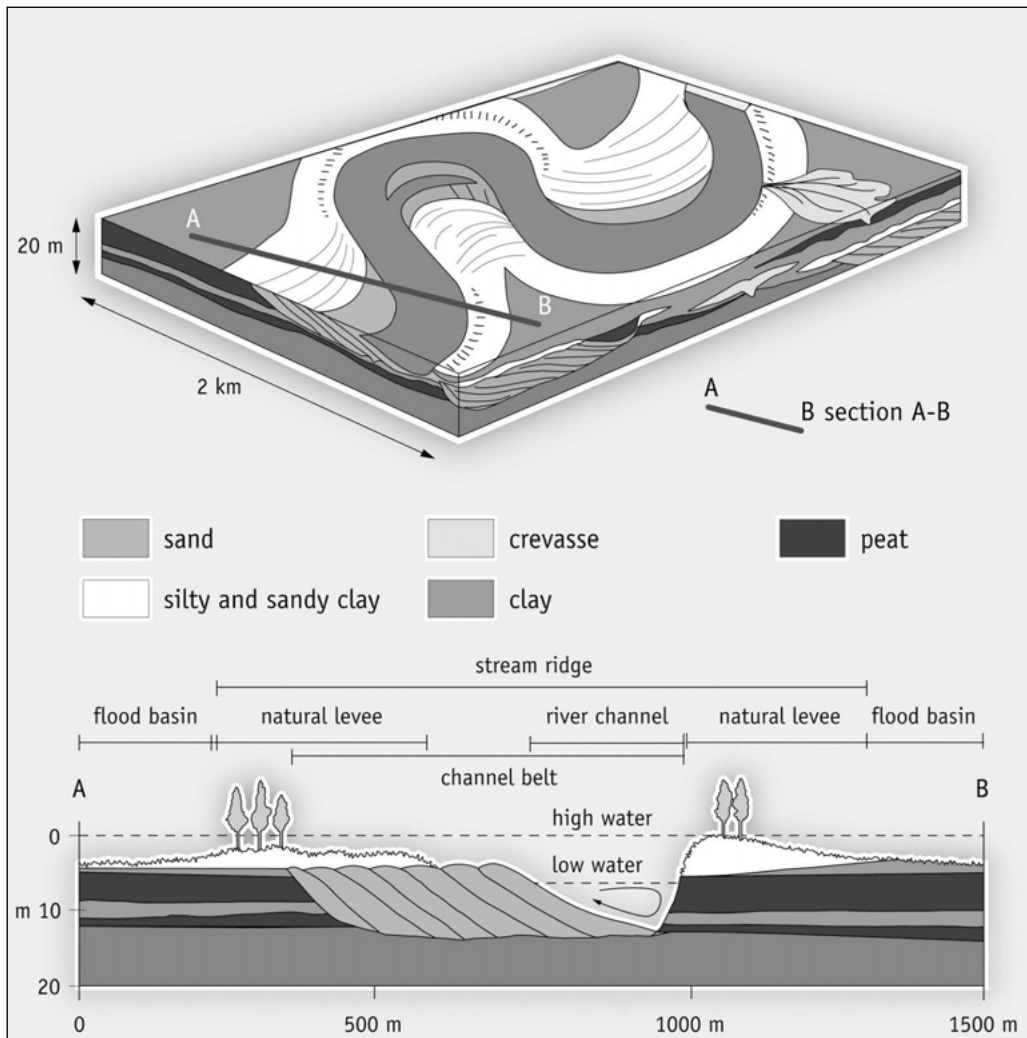 A
20 m
B
2 km
A
B section A-B
sand
crevasse
peat
silty and sandy clay
clay
stream ridge
flood basin natural levee river channel natural levee flood basin
channel belt
A B
high water
0
low water
m 10
20
0 500 m 1000 m 1500 m